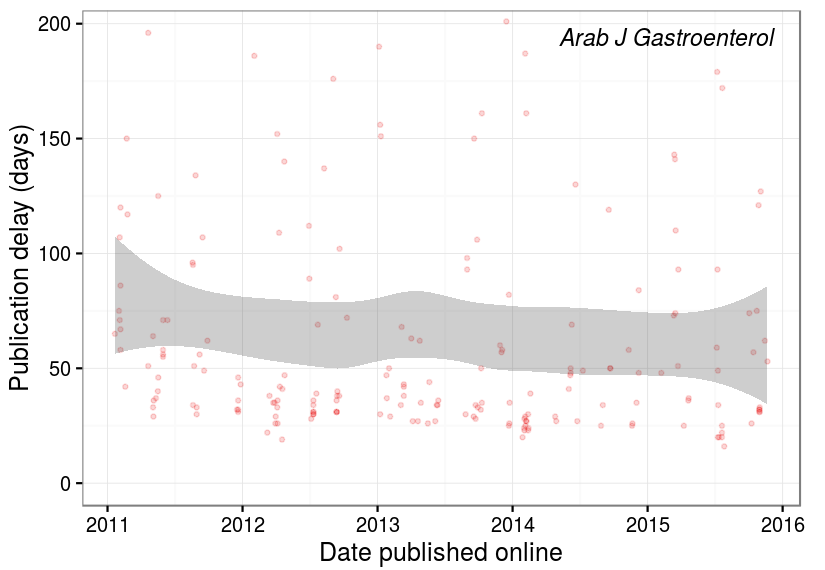 Arab J Gastroenterol
Publication delay (days)
200
150
100
50
0
2011 2012 2013 2014 2015 2016
Date published online